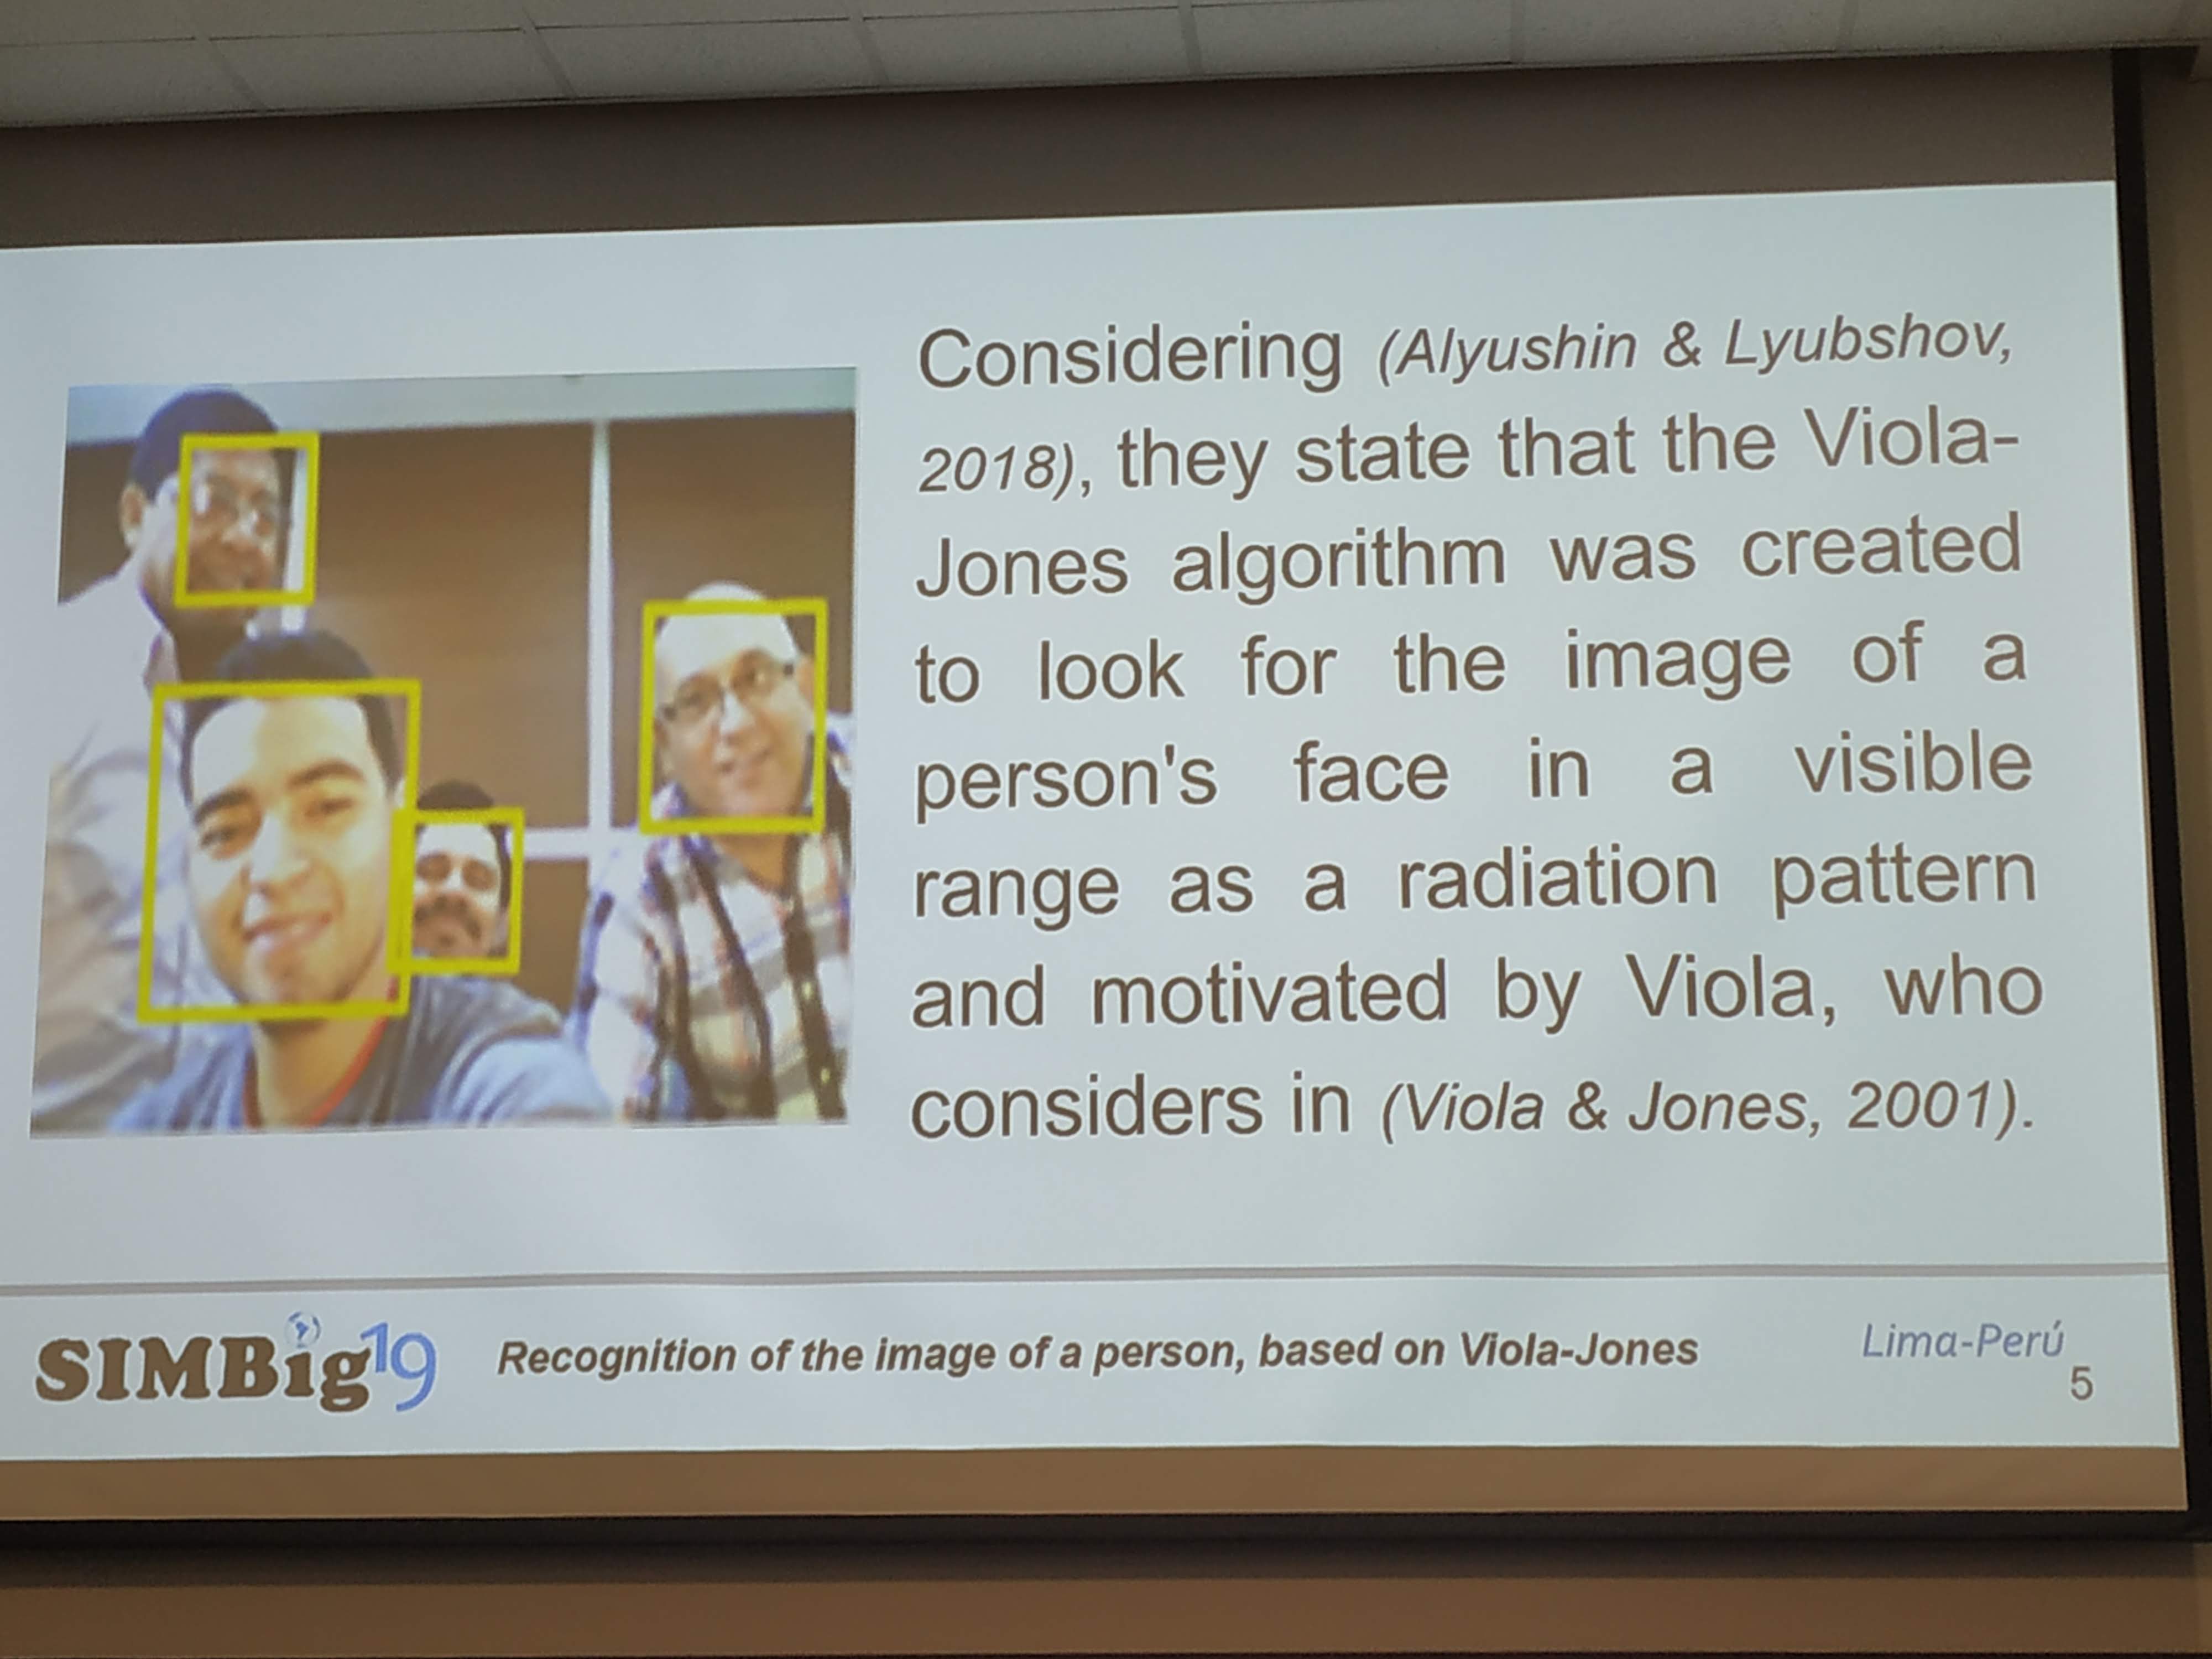 Considering (Alyushin & Lyubshov,
2018), they state that the Viola-
Jones algorithm was created
to look for the image of a
person's face in a visible
range as a radiation pattern
and motivated by Viola, who
considers in (Viola & Jones, 2001).
SIMBig19
Recognition of the image of a person, based on Viola-Jones
Lima-Perú
5